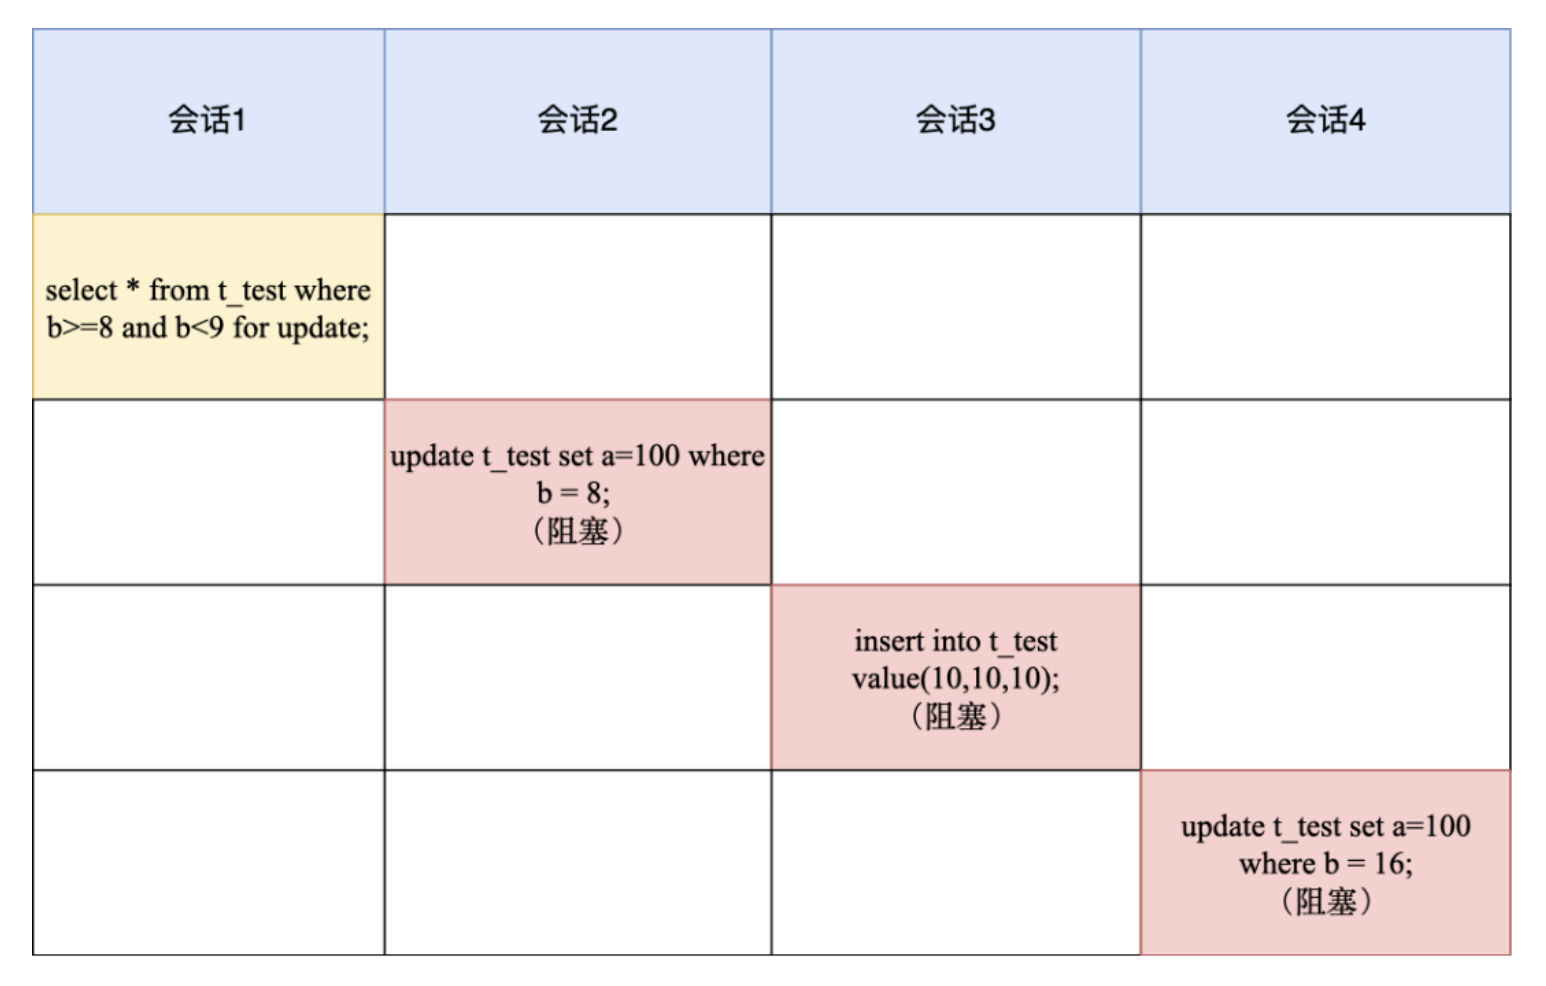 会话1
会话2
会话3
会话4
select * from t_test where
b>=8 and b<9 for update;
update t_test set a=100 where
b = 8;
（阻塞）
insert into t_test
value(10,10,10);
（阻塞）
update t_test set a=100
where b = 16;
（阻塞）